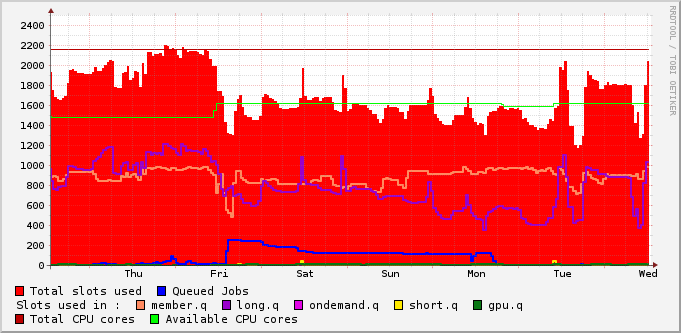 RRDTOOL / TOBI OETIKER
2400
2200
2000
1800
1600
1400
1200
1000
800
600
400
200
0
Thu Fri Sat Sun Mon Tue Wed
Total slots used Queued Jobs
Slots used in : member.q long.q ondemand.q short.q gpu.q
Total CPU cores Available CPU cores